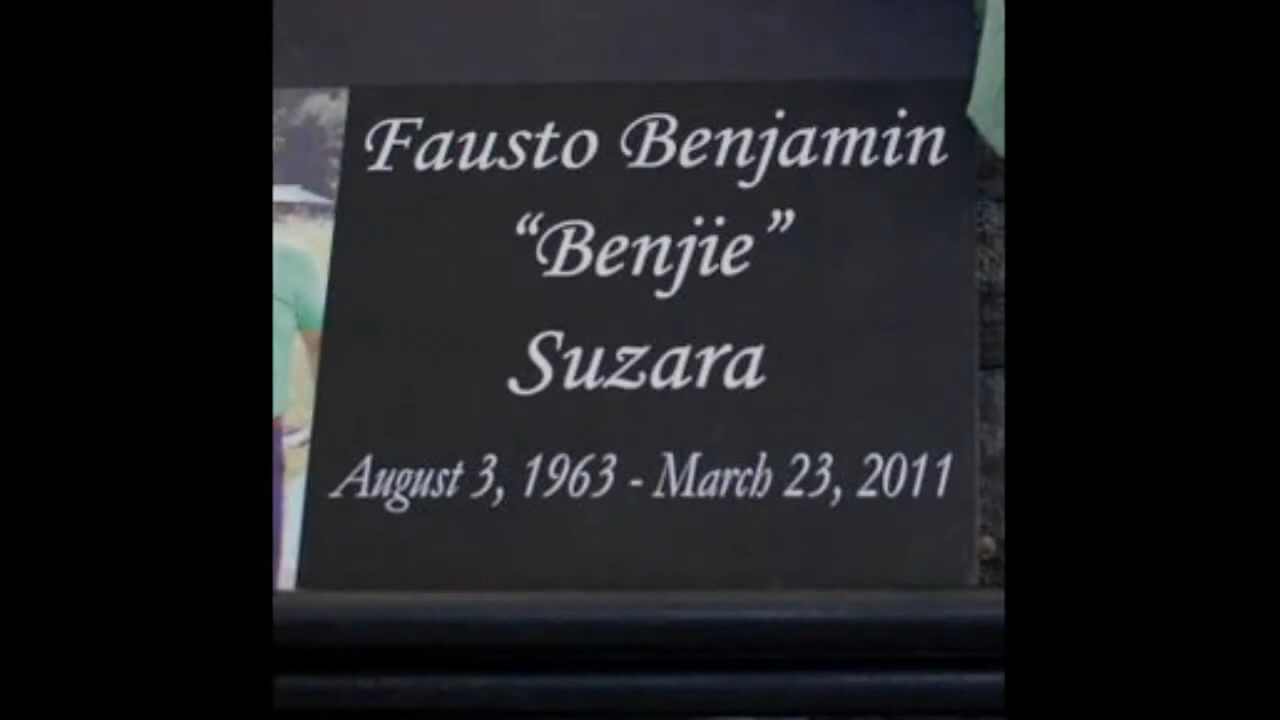 Fausto Benjamin
“Benjie”
Suzara
August 3, 1963 - March 23, 2011